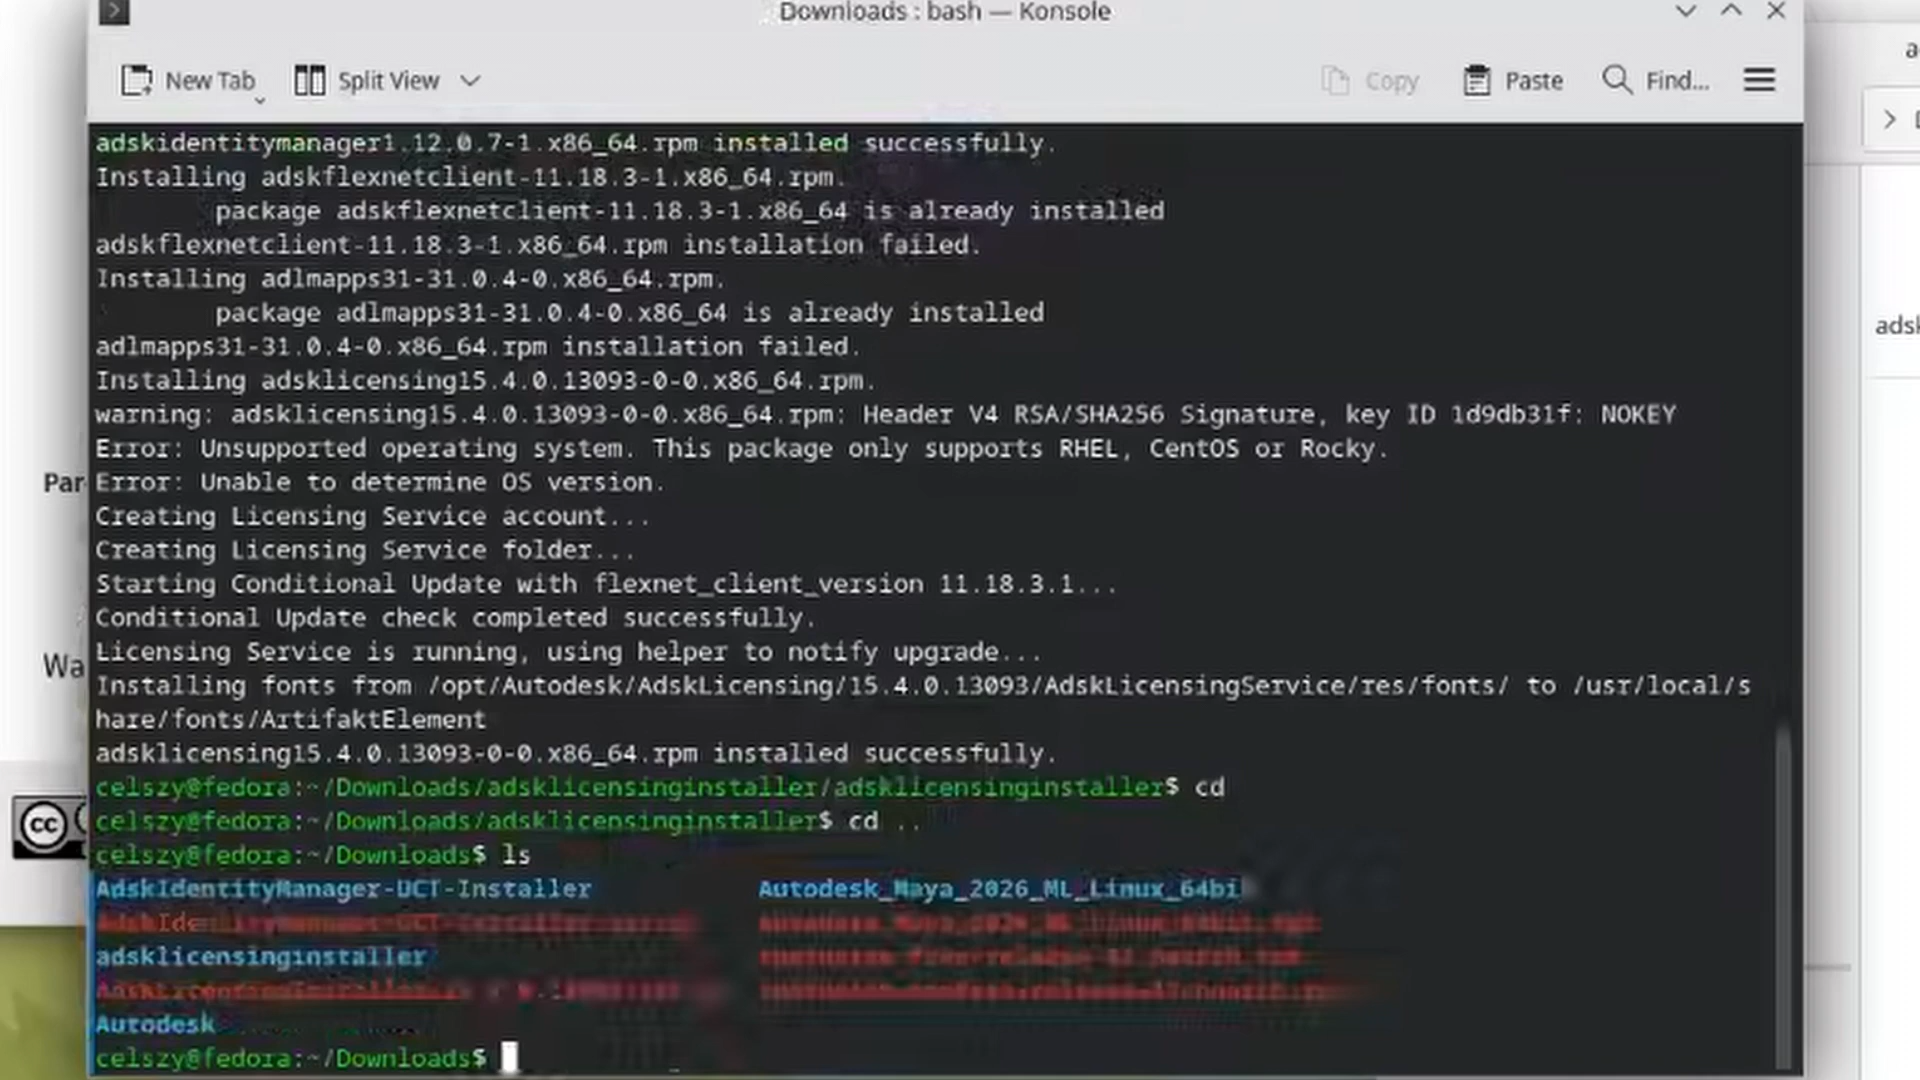 Downloads : bash — Konsole
New Tab
Split View
Copy
Paste
Find...
adskidentitymanager1.12.0.7-1.x86_64.rpm installed successfully.
Installing adskflexnetclient-11.18.3-1.x86_64.rpm.
package adskflexnetclient-11.18.3-1.x86_64 is already installed
adskflexnetclient-11.18.3-1.x86_64.rpm installation failed.
Installing adlmapps31-31.0.4-0.x86_64.rpm.
package adlmapps31-31.0.4-0.x86_64 is already installed
adlmapps31-31.0.4-0.x86_64.rpm installation failed.
Installing adsklicensing15.4.0.13093-0-0.x86_64.rpm.
warning: adsklicensing15.4.0.13093-0-0.x86_64.rpm: Header V4 RSA/SHA256 Signature, key ID 1d9db31f: NOKEY
Error: Unsupported operating system. This package only supports RHEL, CentOS or Rocky.
Error: Unable to determine OS version.
Creating Licensing Service account...
Creating Licensing Service folder...
Starting Conditional Update with flexnet_client_version 11.18.3.1...
Conditional Update check completed successfully.
Licensing Service is running, using helper to notify upgrade...
Installing fonts from /opt/Autodesk/AdskLicensing/15.4.0.13093/AdskLicensingService/res/fonts/ to /usr/local/s
hare/fonts/ArtifaktElement
adsklicensing15.4.0.13093-0-0.x86_64.rpm installed successfully.
celszy@fedora:~/Downloads/adsklicensinginstaller/adsklicensinginstaller$ cd
celszy@fedora:~/Downloads/adsklicensinginstaller$ cd ..
celszy@fedora:~/Downloads$ ls
AdskIdentityManager-UCT-Installer Autodesk_Maya_2026_ML_Linux_64bi
adsklicensinginstaller
Autodesk
celszy@fedora:~/Downloads$
Par
Wa
cc
adsk